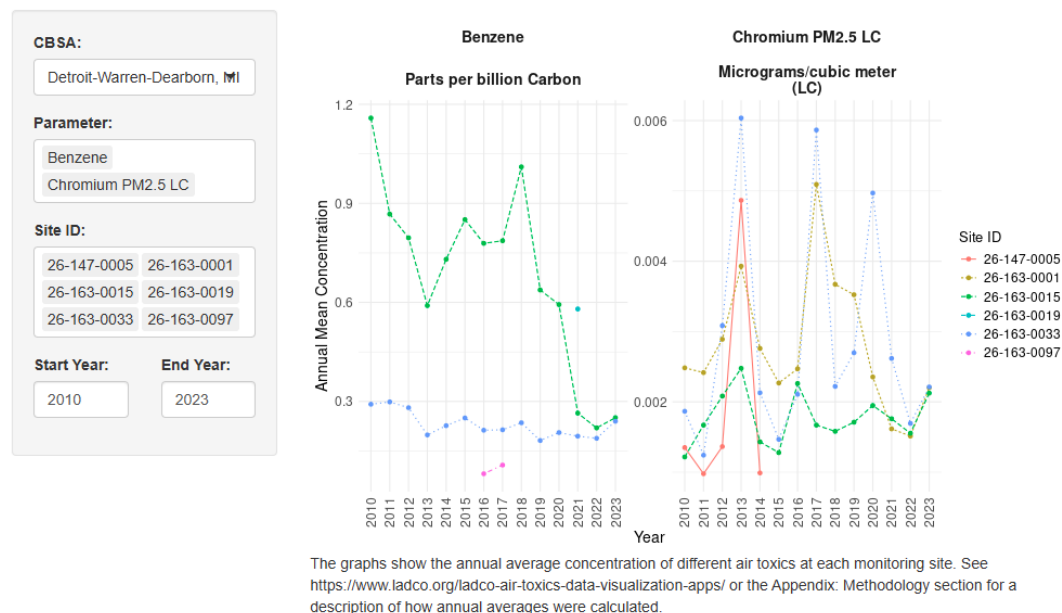 CBSA:
Detroit-Warren-Dearborn, MI
Parameter:
Benzene
Chromium PM2.5 LC
Site ID:
26-147-0005 26-163-0001
26-163-0015 26-163-0019
26-163-0033 26-163-0097
Start Year: End Year:
2010 2023
Benzene
Parts per billion Carbon
Annual Mean Concentration
1.2
0.9
0.6
0.3
2010 2011 2012 2013 2014 2015 2016 2017 2018 2019 2020 2021 2022 2023
Chromium PM2.5 LC
Micrograms/cubic meter
(LC)
0.006
0.004
0.002
2010 2011 2012 2013 2014 2015 2016 2017 2018 2019 2020 2021 2022 2023
Year
Site ID
26-147-0005
26-163-0001
26-163-0015
26-163-0019
26-163-0033
26-163-0097
The graphs show the annual average concentration of different air toxics at each monitoring site. See
https://www.ladco.org/ladco-air-toxics-data-visualization-apps/ or the Appendix: Methodology section for a
description of how annual averages were calculated.